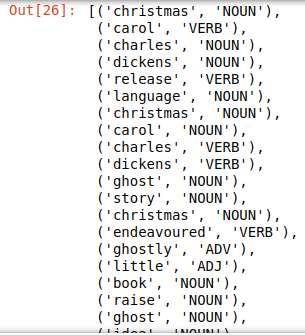 Out[26]: [('christmas', 'NOUN'),
('carol', 'VERB'),
('charles', 'NOUN'),
('dickens', 'NOUN'),
('release', 'VERB'),
('language', 'NOUN'),
('christmas', 'NOUN'),
('carol', 'NOUN'),
('charles', 'VERB'),
('dickens', 'VERB'),
('ghost', 'NOUN'),
('story', 'NOUN'),
('christmas', 'NOUN'),
('endeavoured', 'VERB'),
('ghostly', 'ADV'),
('little', 'ADJ'),
('book', 'NOUN'),
('raise', 'NOUN'),
('ghost', 'NOUN'),
('idea', 'NOUN'),